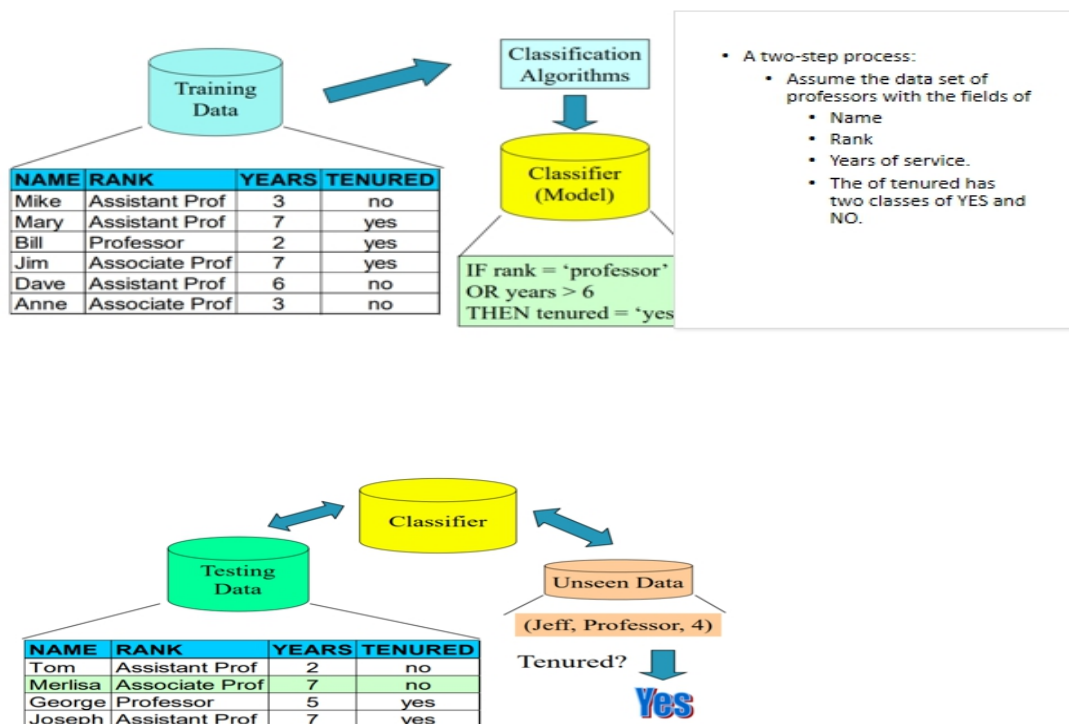 Training
Data
Classification
Algorithms
Classifier
(Model)
NAME RANK YEARS TENURED
Mike Assistant Prof 3 no
Mary Assistant Prof 7 yes
Bill Professor 2 yes
Jim Associate Prof 7 yes
Dave Assistant Prof 6 no
Anne Associate Prof 3 no
IF rank = ‘professor’
OR years > 6
THEN tenured = ‘yes
• A two-step process:
• Assume the data set of
professors with the fields of
• Name
• Rank
• Years of service.
• The of tenured has
two classes of YES and
NO.
Classifier
Testing
Data
Unseen Data
(Jeff, Professor, 4)
Tenured?
Yes
NAME RANK YEARS TENURED
Tom Assistant Prof 2 no
Merlisa Associate Prof 7 no
George Professor 5 yes
Joseph Assistant Prof 7 yes